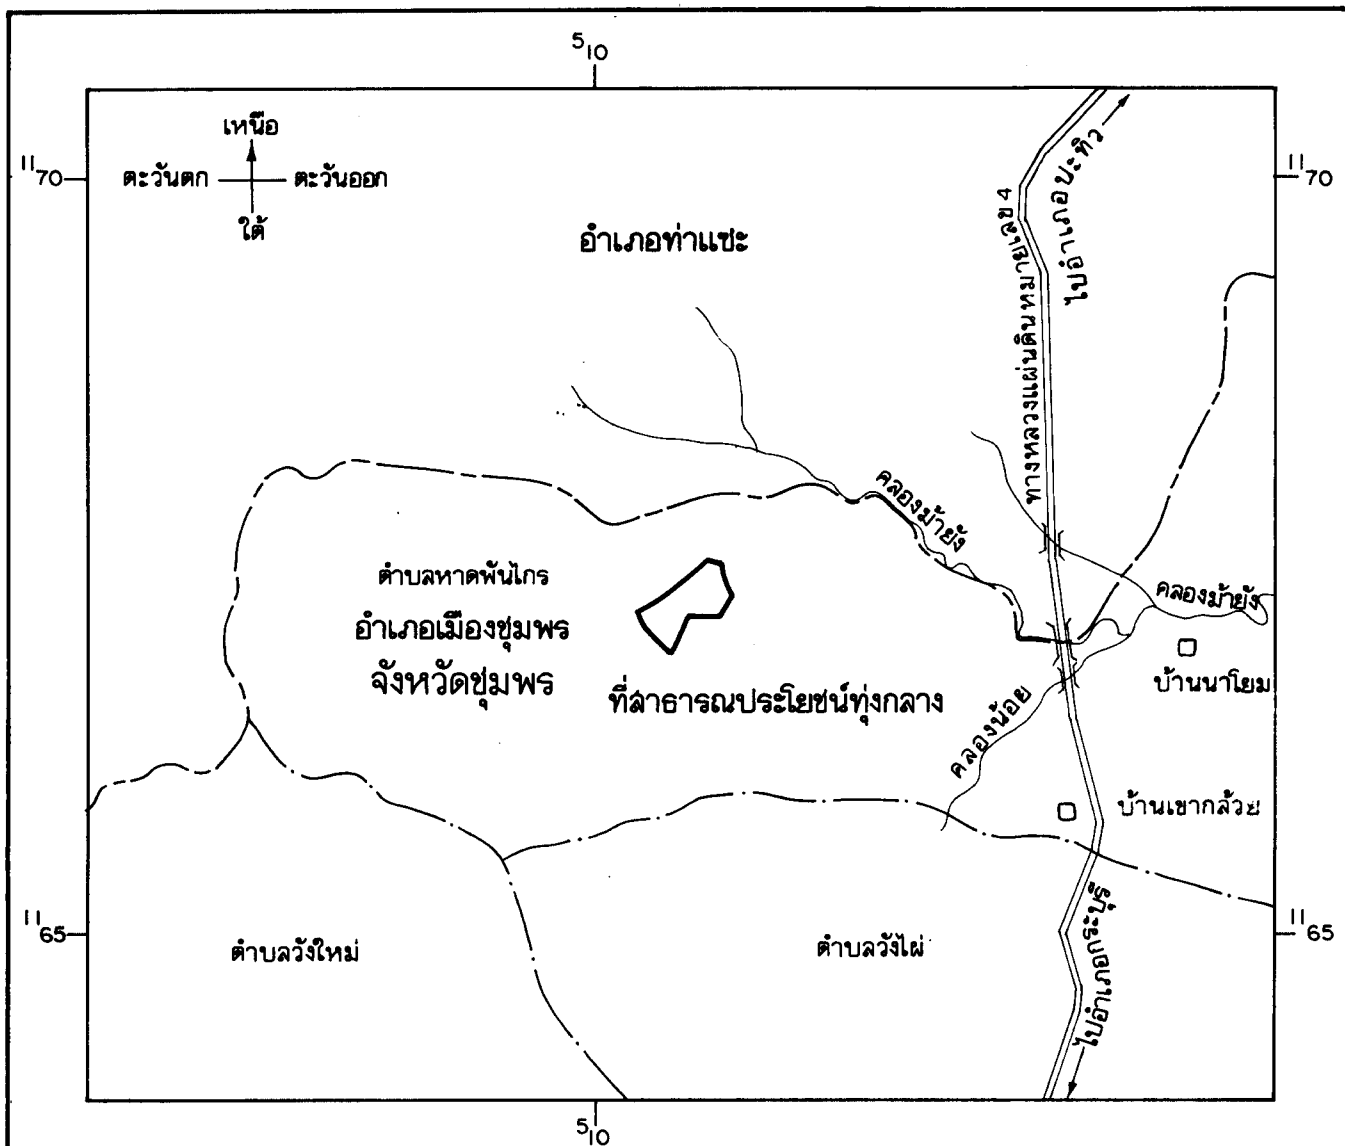 510
เหนือ
1170
ตะวันตก
ตะวันออก
1170
ใต้
อำเภอท่าแซะ
ทางหลวงแผ่นดินหมายเลข 4
ไปอำเภอปะทิว
คลองม้ายัง
ตำบลหาดพันไกร
คลองม้ายัง
อำเภอเมืองชุมพร
จังหวัดชุมพร
ที่สาธารณประโยชน์ทุ่งกลาง
บ้านนาโยม
คลองน้อย
บ้านเขากล้วย
1165
1165
ตำบลวังใหม่
ตำบลวังไผ่
ไปอำเภอกระบุรี
510